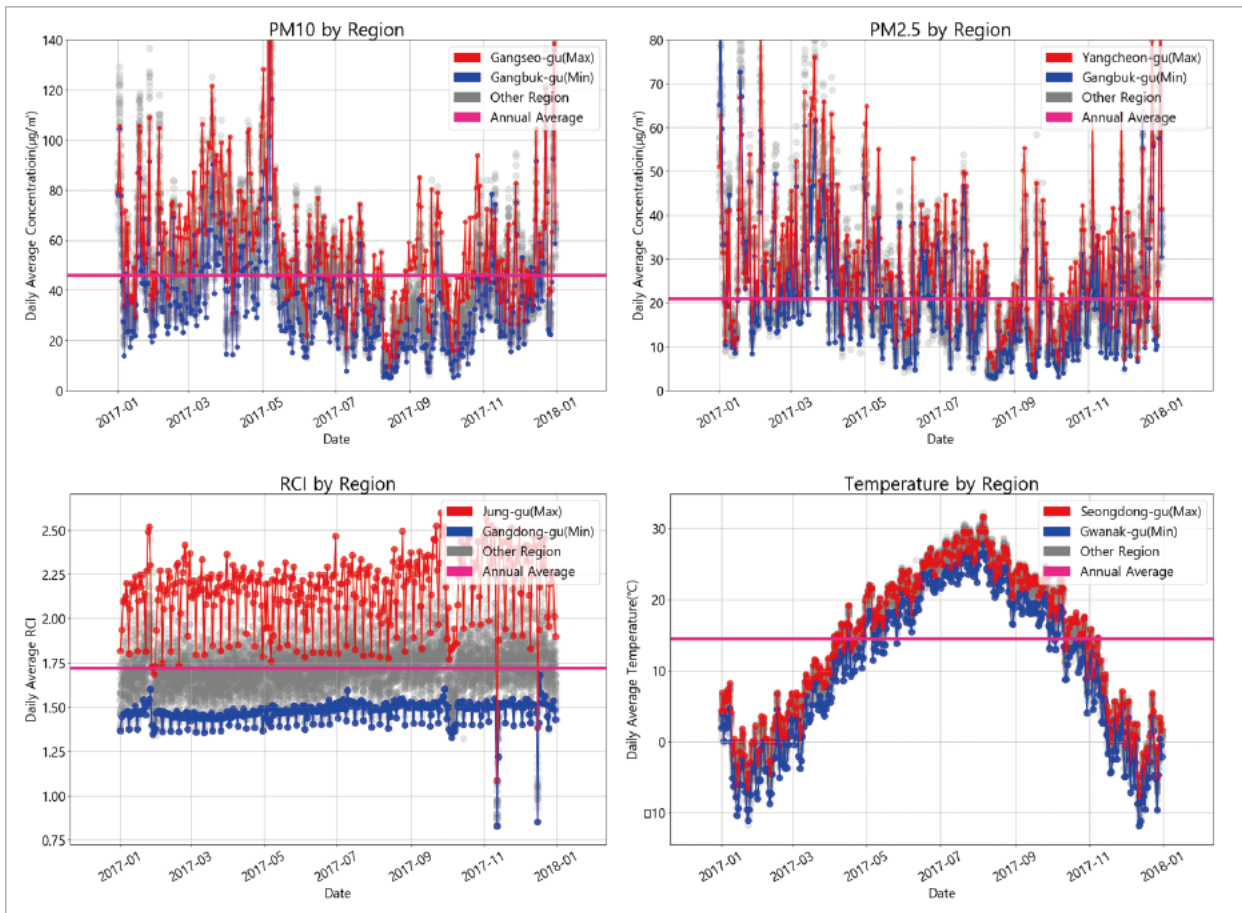 PM10 by Region
140
120
100
80
60
40
20
0
Daily Average Concentratioin(μg/m³)
Gangseo-gu(Max)
Gangbuk-gu(Min)
Other Region
Annual Average
2017-01
2017-03
2017-05
2017-07
2017-09
2017-11
2018-01
Date
PM2.5 by Region
80
70
60
50
40
30
20
10
0
Daily Average Concentratioin(μg/m³)
Yangcheon-gu(Max)
Gangbuk-gu(Min)
Other Region
Annual Average
2017-01
2017-03
2017-05
2017-07
2017-09
2017-11
2018-01
Date
RCI by Region
2.50
2.25
2.00
1.75
1.50
1.25
1.00
0.75
Daily Average RCI
Jung-gu(Max)
Gangdong-gu(Min)
Other Region
Annual Average
2017-01
2017-03
2017-05
2017-07
2017-09
2017-11
2018-01
Date
Temperature by Region
30
20
10
0
□10
Daily Average Temperature(℃)
Seongdong-gu(Max)
Gwanak-gu(Min)
Other Region
Annual Average
2017-01
2017-03
2017-05
2017-07
2017-09
2017-11
2018-01
Date